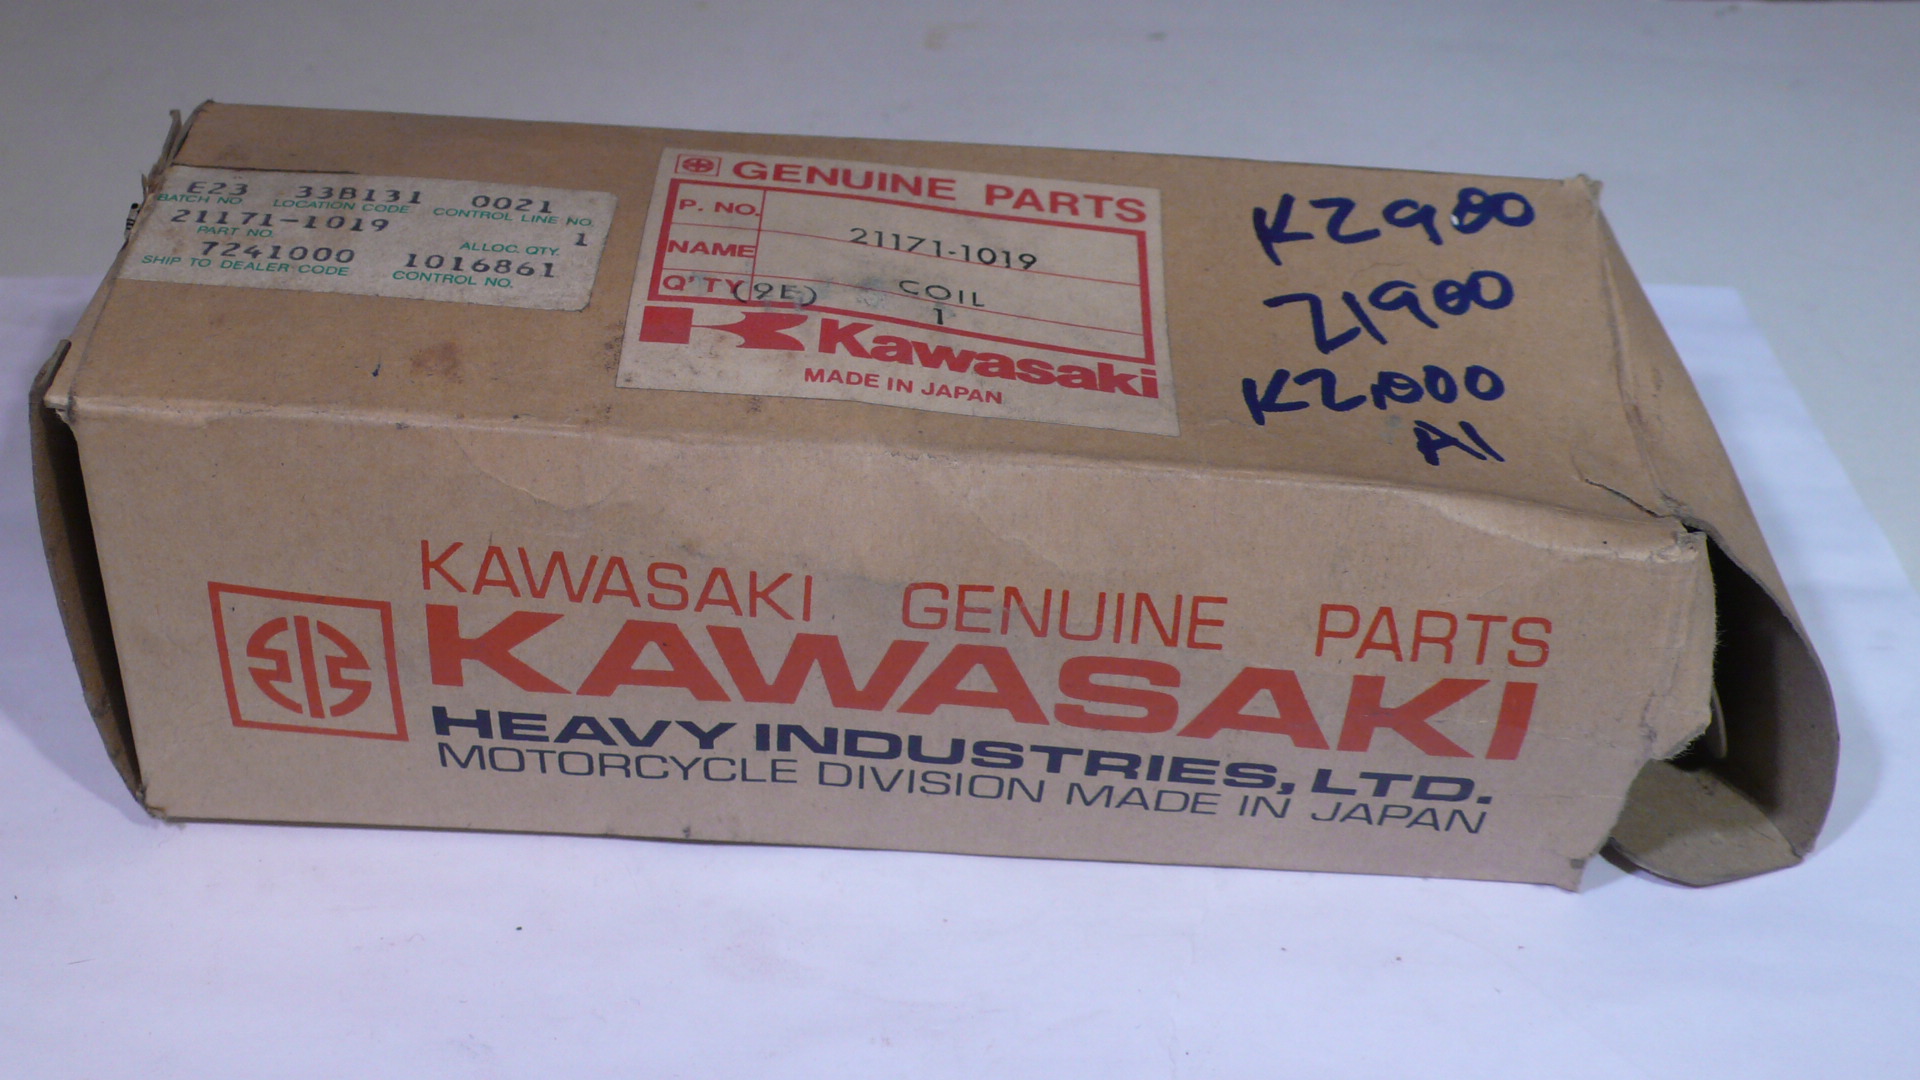 E23 33B131 0021
BATCH NO. LOCATION CODE CONTROL LINE NO.
21171-1019 1
PART NO. ALLOC. QTY.
7241000 1016861
SHIP TO DEALER CODE CONTROL NO.
GENUINE PARTS
P. NO. 21171-1019
NAME COIL
Q'TY (9E) 1
Kawasaki
MADE IN JAPAN
KZ900
Z1900
KZ1000
A1
KAWASAKI GENUINE PARTS
KAWASAKI
HEAVY INDUSTRIES, LTD.
MOTORCYCLE DIVISION MADE IN JAPAN